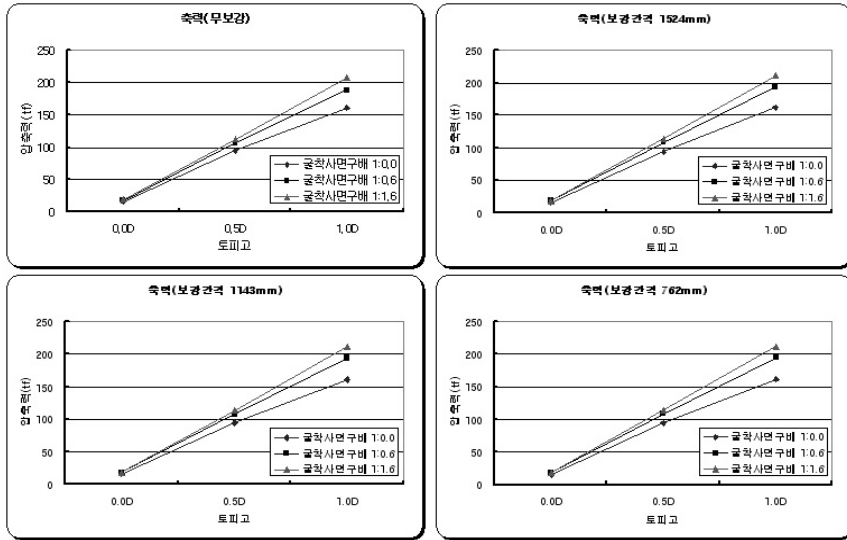 축력(무보강)
250
200
150
100
50
0
압축력(tf)
굴착사면구배 1:0,0
굴착사면구배 1:0,6
굴착사면구배 1:1,6
0,0D 0,5D 1,0D
토피고
축력(보강간격 1524mm)
250
200
150
100
50
0
압축력(tf)
굴착사면구배 1:0.0
굴착사면구배 1:0.6
굴착사면구배 1:1.6
0.0D 0.5D 1.0D
토피고
축력(보강간격 1143mm)
250
200
150
100
50
0
압축력(tf)
굴착사면구배 1:0.0
굴착사면구배 1:0.6
굴착사면구배 1:1.6
0.0D 0.5D 1.0D
토피고
축력(보강간격 762mm)
250
200
150
100
50
0
압축력(tf)
굴착사면구배 1:0.0
굴착사면구배 1:0.6
굴착사면구배 1:1.6
0.0D 0.5D 1.0D
토피고